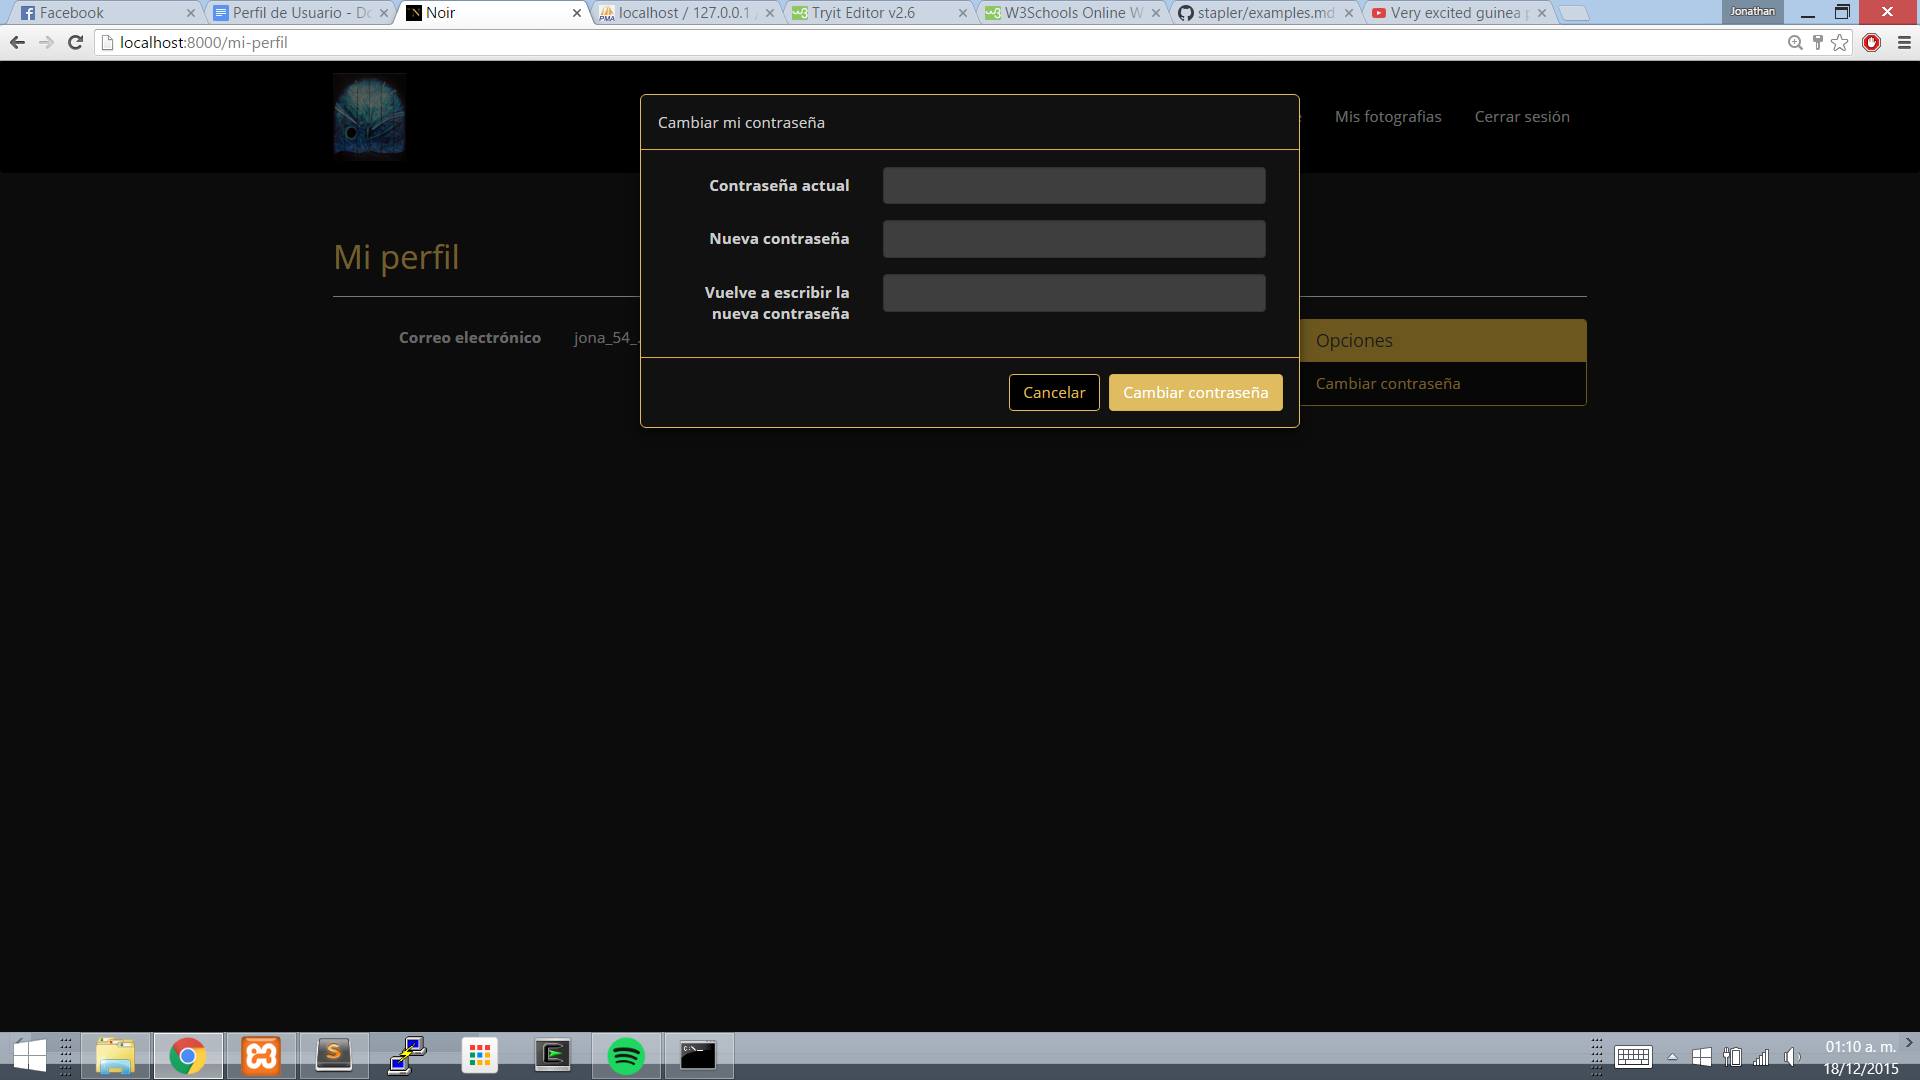 Facebook
Perfil de Usuario - Do
Noir
localhost / 127.0.0.1 /
Tryit Editor v2.6
W3Schools Online W
stapler/examples.md
Very excited guinea p
Jonathan
localhost:8000/mi-perfil
Cambiar mi contraseña
Mis fotografias
Cerrar sesión
Contraseña actual
Nueva contraseña
Vuelve a escribir la
nueva contraseña
Mi perfil
Correo electrónico
jona_54_
Opciones
Cambiar contraseña
Cancelar
Cambiar contraseña
01:10 a. m.
18/12/2015